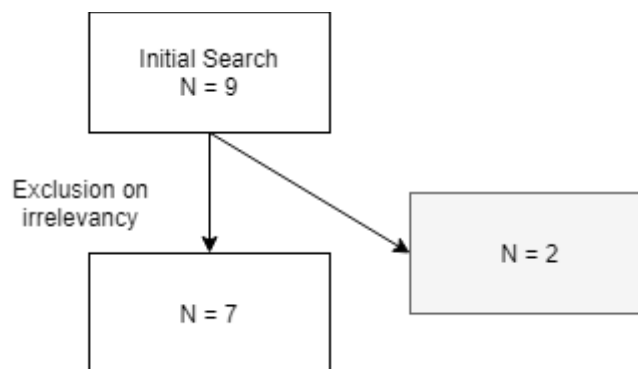 Initial Search
N = 9
Exclusion on
irrelevancy
N = 2
N = 7